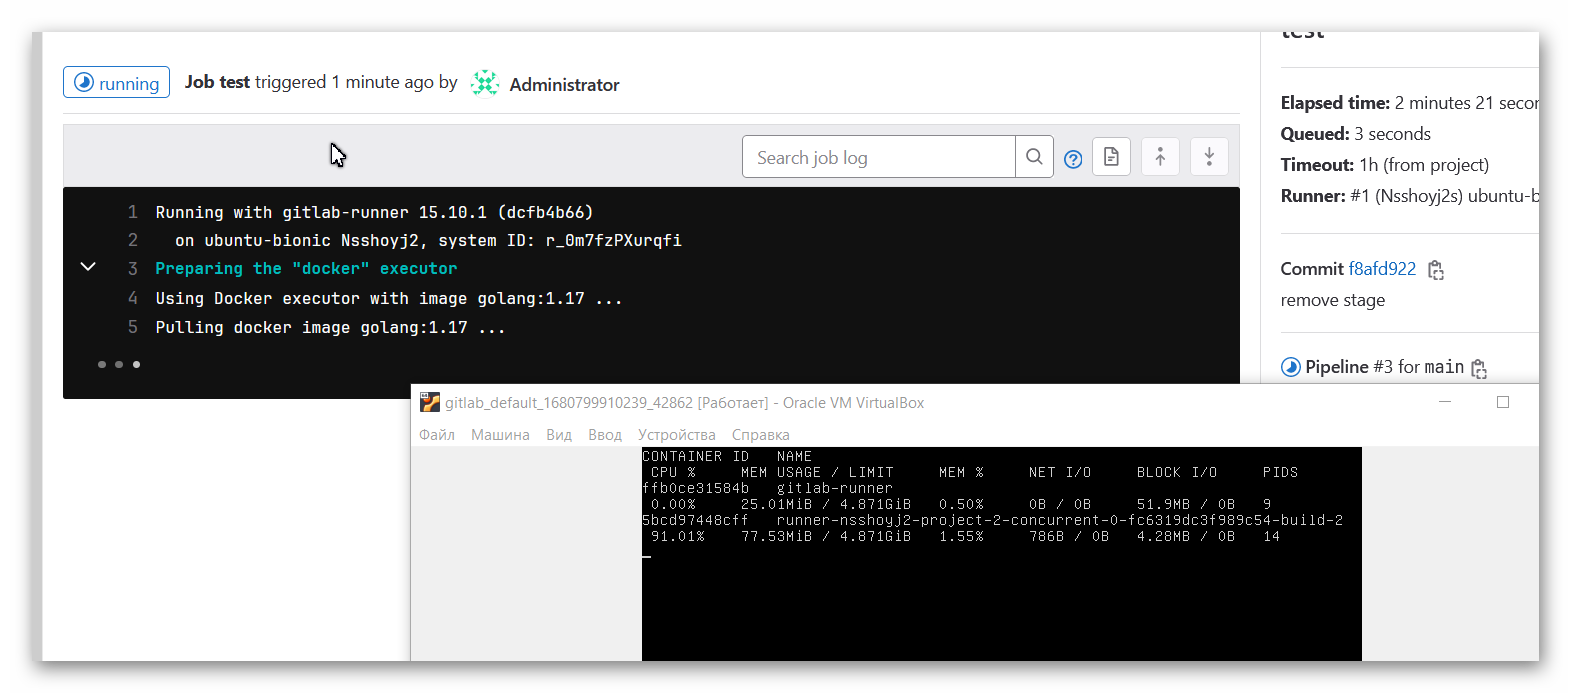 test
running Job test triggered 1 minute ago by Administrator
Search job log
1 Running with gitlab-runner 15.10.1 (dcfb4b66)
2 on ubuntu-bionic Nsshoyj2, system ID: r_0m7fzPXurqfi
3 Preparing the "docker" executor
4 Using Docker executor with image golang:1.17 ...
5 Pulling docker image golang:1.17 ...
Elapsed time: 2 minutes 21 secon
Queued: 3 seconds
Timeout: 1h (from project)
Runner: #1 (Nsshoyj2s) ubuntu-b
Commit f8afd922
remove stage
Pipeline #3 for main
gitlab_default_1680799910239_42862 [Работает] - Oracle VM VirtualBox
Файл Машина Вид Ввод Устройства Справка
CONTAINER ID NAME
CPU % MEM USAGE / LIMIT MEM % NET I/O BLOCK I/O PIDS
ffb0ce31584b gitlab-runner
0.00% 25.01MiB / 4.871GiB 0.50% 0B / 0B 51.9MB / 0B 9
5bcd97448cff runner-nsshoyj2-project-2-concurrent-0-fc6319dc3f989c54-build-2
91.01% 77.53MiB / 4.871GiB 1.55% 786B / 0B 4.28MB / 0B 14